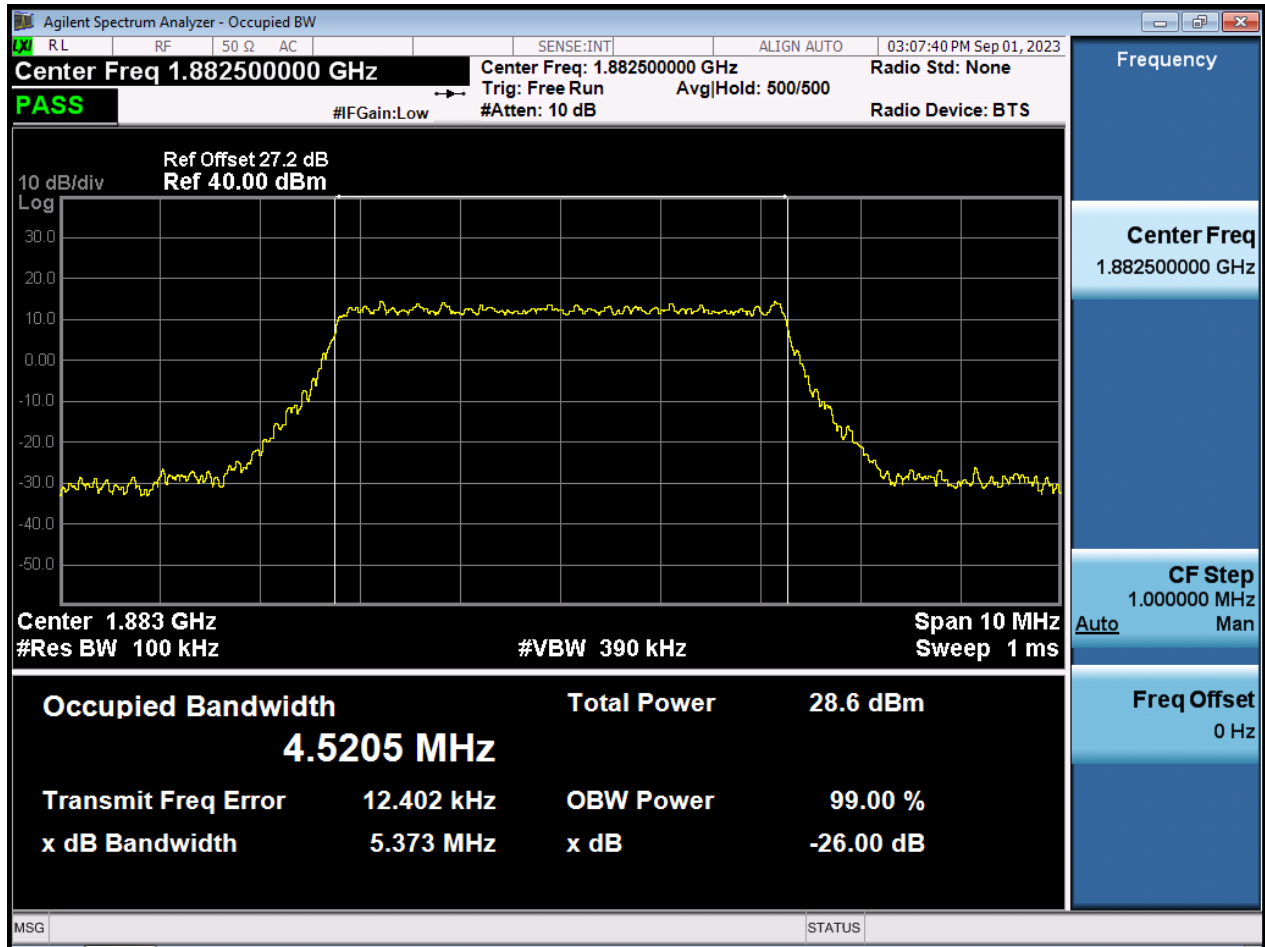 Agilent Spectrum Analyzer - Occupied BW
LXI RL RF 50 Ω AC SENSE:INT ALIGN AUTO 03:07:40 PM Sep 01, 2023
Center Freq 1.882500000 GHz
PASS
#IFGain:Low
Center Freq: 1.882500000 GHz
Trig: Free Run Avg|Hold: 500/500
#Atten: 10 dB
Radio Std: None
Radio Device: BTS
Ref Offset 27.2 dB
10 dB/div Ref 40.00 dBm
Log
30.0
20.0
10.0
0.00
-10.0
-20.0
-30.0
-40.0
-50.0
Center 1.883 GHz Span 10 MHz
#Res BW 100 kHz #VBW 390 kHz Sweep 1 ms
Occupied Bandwidth Total Power 28.6 dBm
4.5205 MHz
Transmit Freq Error 12.402 kHz OBW Power 99.00 %
x dB Bandwidth 5.373 MHz x dB -26.00 dB
MSG STATUS
Frequency
Center Freq
1.882500000 GHz
CF Step
1.000000 MHz
Auto Man
Freq Offset
0 Hz